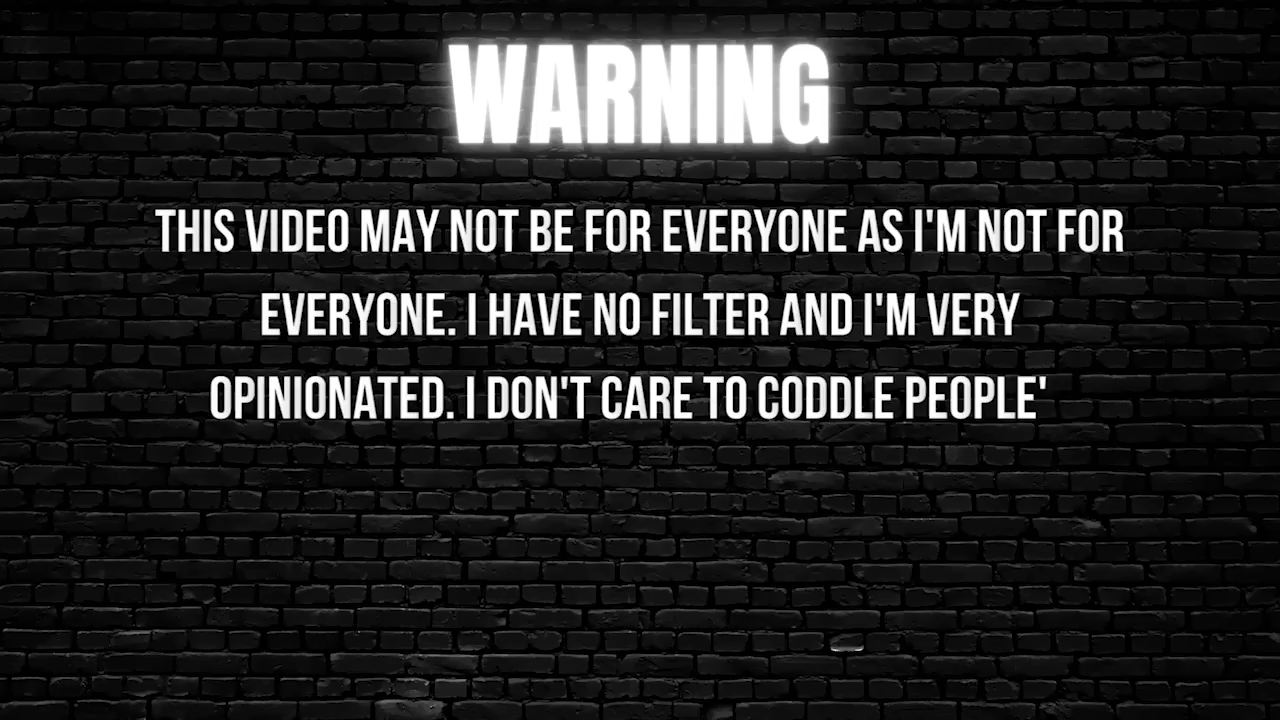 WARNING
THIS VIDEO MAY NOT BE FOR EVERYONE AS I'M NOT FOR
EVERYONE. I HAVE NO FILTER AND I'M VERY
OPINIONATED. I DON'T CARE TO CODDLE PEOPLE'